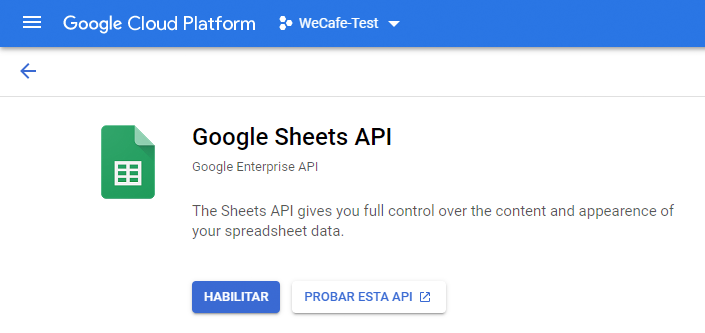 Google Cloud Platform WeCafe-Test
Google Sheets API
Google Enterprise API
The Sheets API gives you full control over the content and appearence of
your spreadsheet data.
HABILITAR PROBAR ESTA API